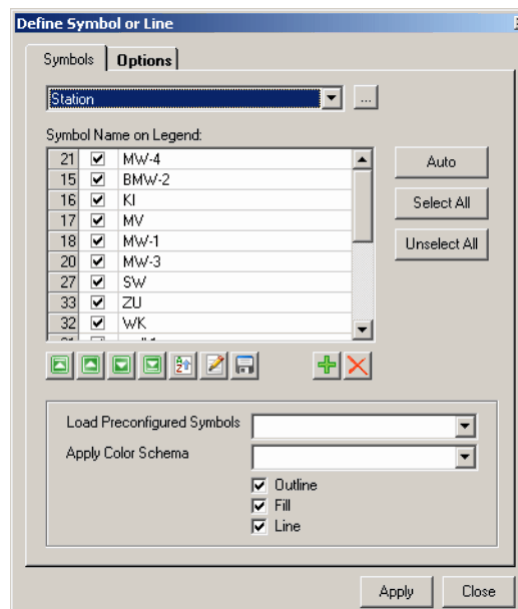 Define Symbol or Line
Symbols Options
Station ...
Symbol Name on Legend:
21 MW-4
15 BMW-2
16 KI
17 MV
18 MW-1
20 MW-3
27 SW
33 ZU
32 WK
Auto
Select All
Unselect All
Load Preconfigured Symbols
Apply Color Schema
Outline
Fill
Line
Apply Close